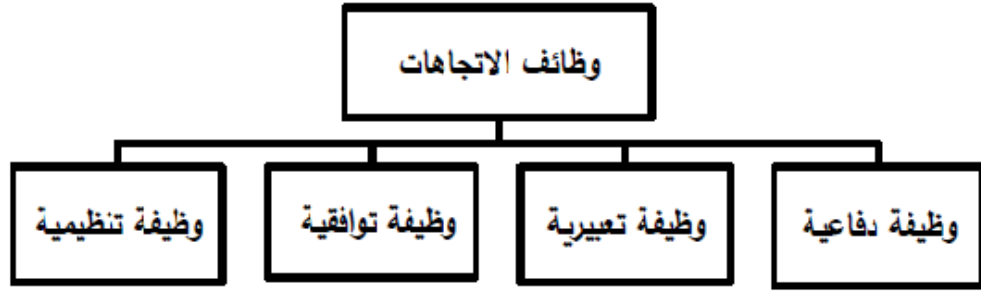 وظائف الاتجاهات
وظيفة دفاعية
وظيفة تعبيرية
وظيفة توافقية
وظيفة تنظيمية